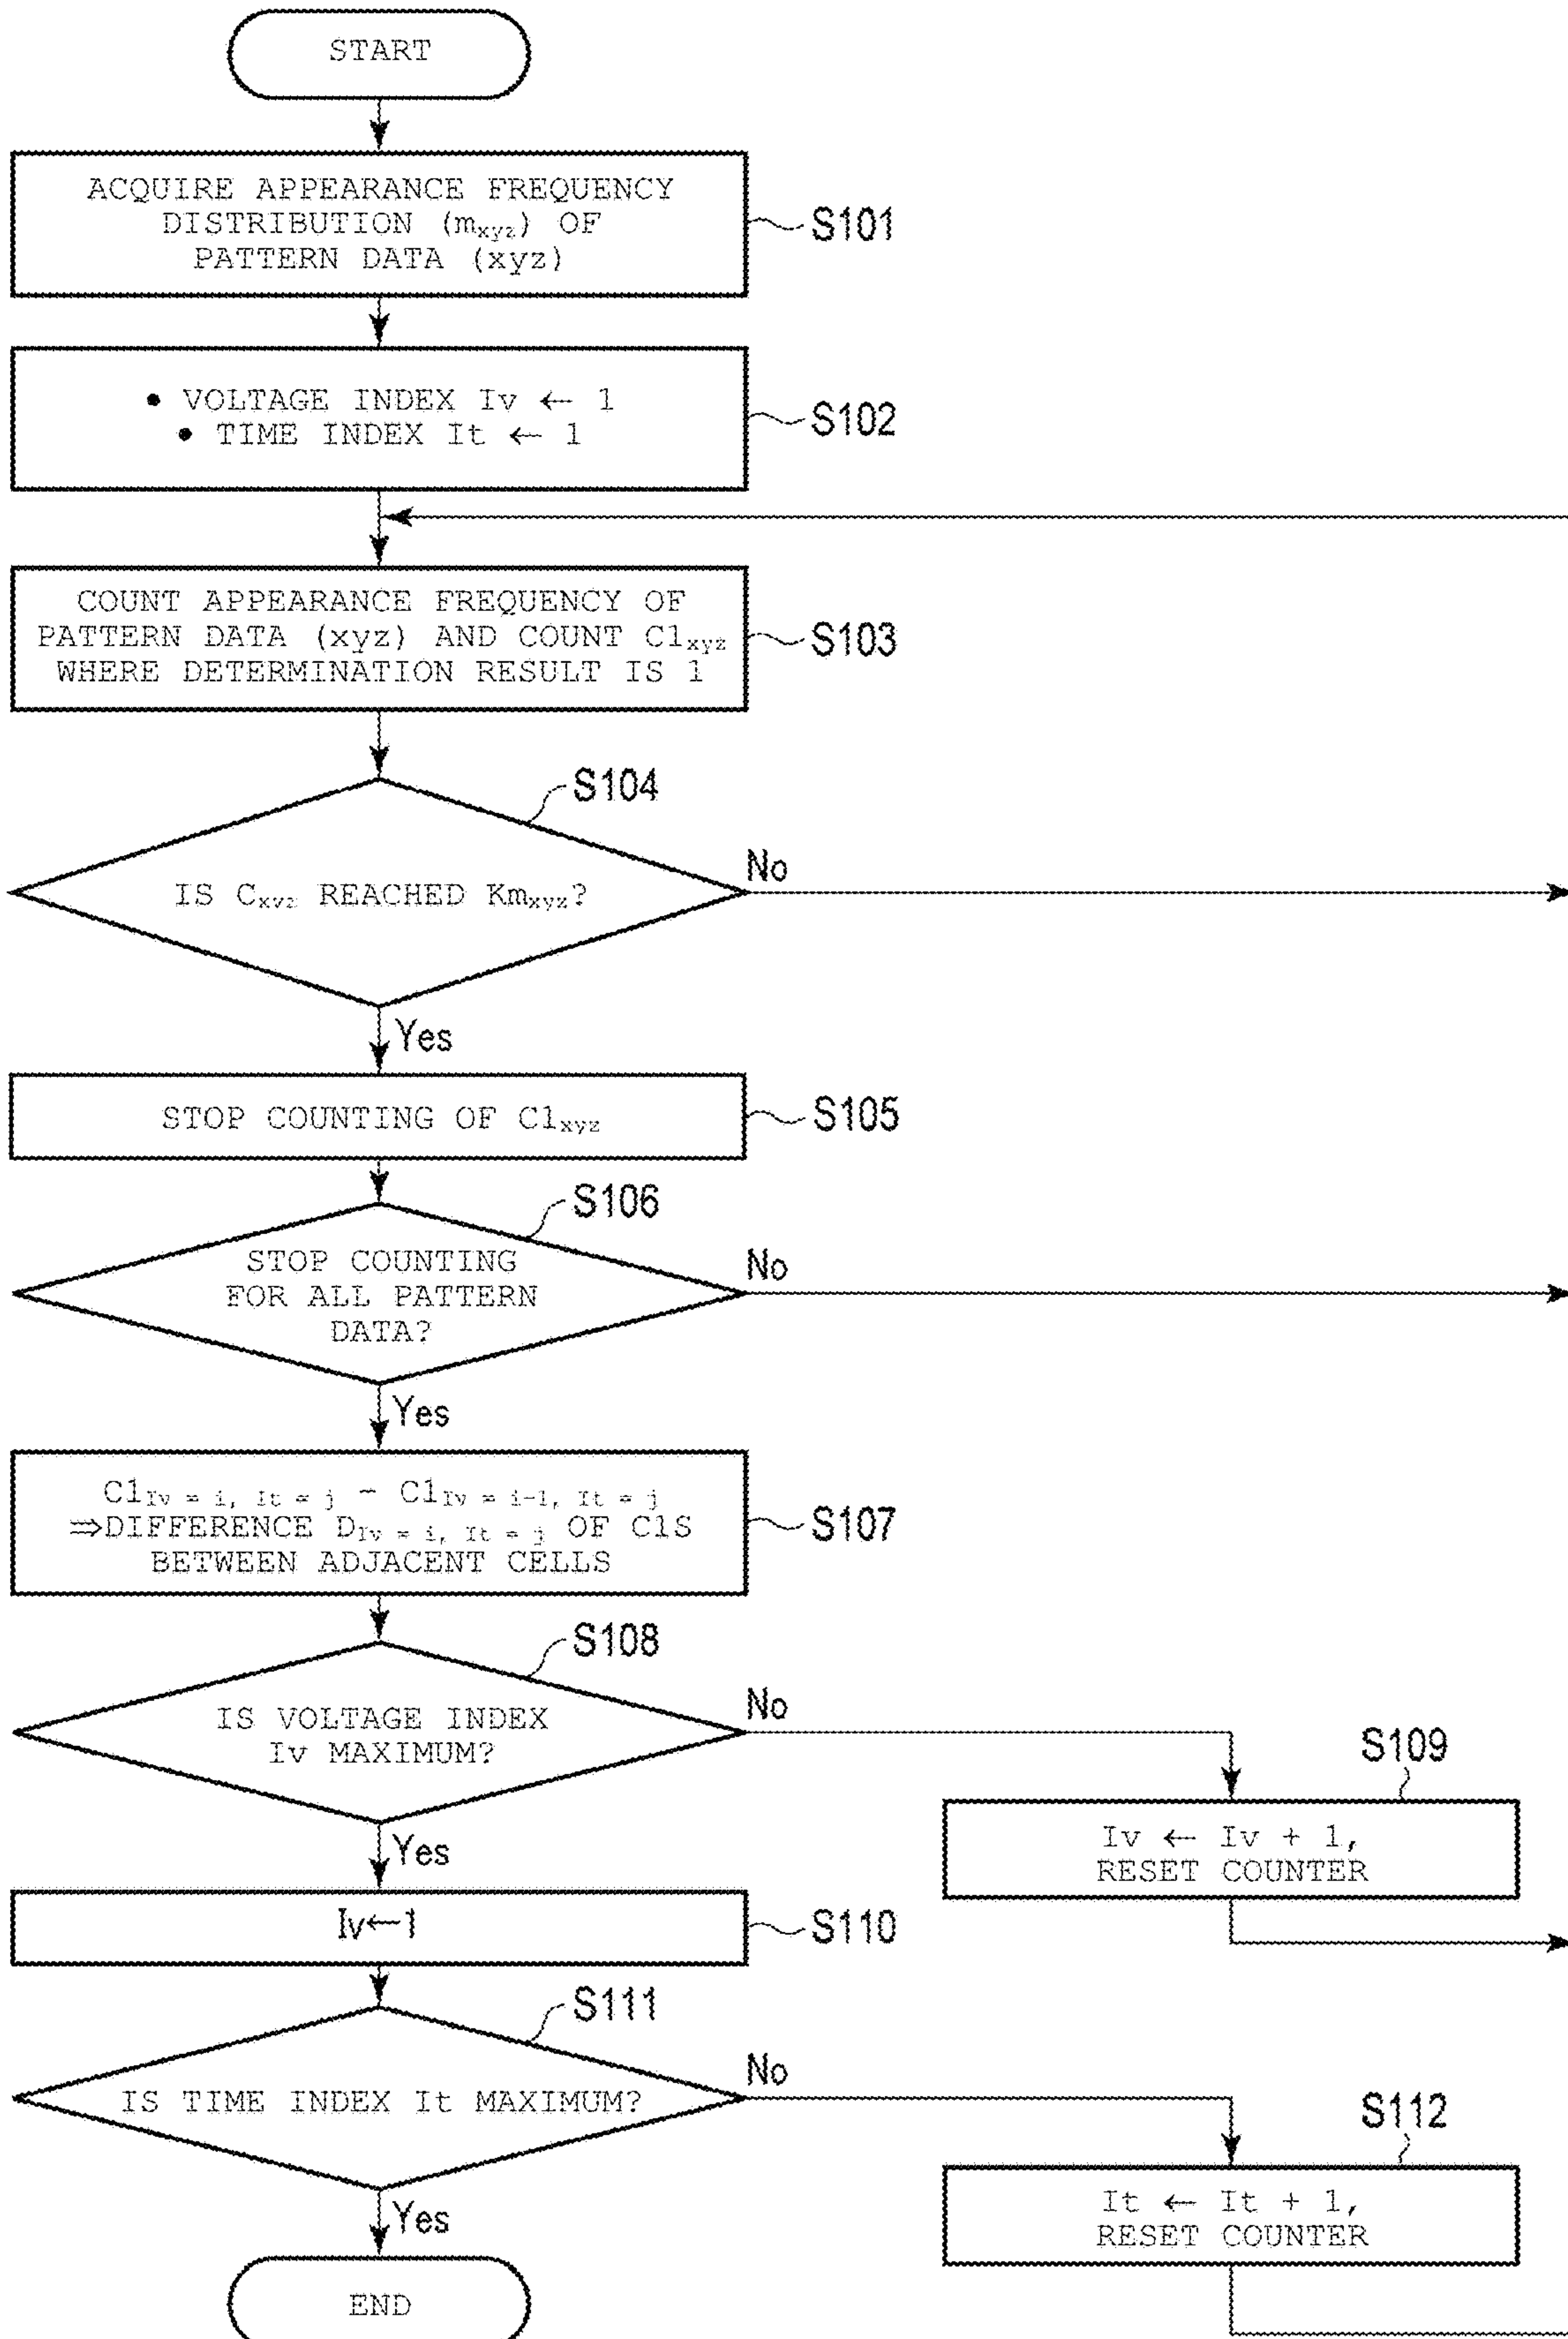 START
ACQUIRE APPEARANCE FREQUENCY
DISTRIBUTION (mxyz) OF
PATTERN DATA (xyz)
S101
• VOLTAGE INDEX Iv ← 1
• TIME INDEX It ← 1
S102
COUNT APPEARANCE FREQUENCY OF
PATTERN DATA (xyz) AND COUNT C1xyz
WHERE DETERMINATION RESULT IS 1
S103
S104
IS Cxyz REACHED Kmxyz?
No
Yes
STOP COUNTING OF C1xyz
S105
S106
STOP COUNTING
FOR ALL PATTERN
DATA?
No
Yes
C1Iv = i, It = j - C1Iv = i-1, It = j
⇒DIFFERENCE DIv = i, It = j OF C1S
BETWEEN ADJACENT CELLS
S107
S108
IS VOLTAGE INDEX
Iv MAXIMUM?
No
Yes
S109
Iv ← Iv + 1,
RESET COUNTER
Iv←1
S110
S111
IS TIME INDEX It MAXIMUM?
No
Yes
S112
It ← It + 1,
RESET COUNTER
END